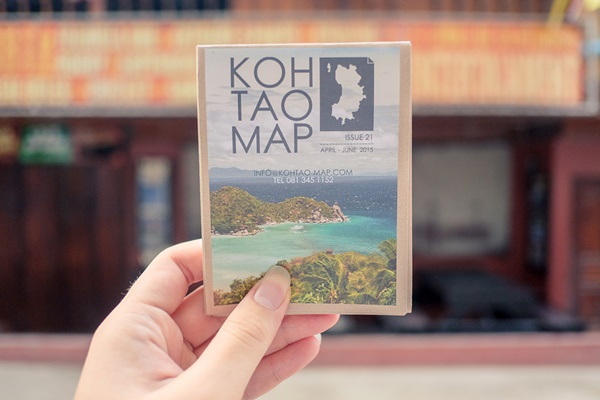 KOH
TAO
MAP
ISSUE 21
APRIL - JUNE 2015
INFO@KOHTAO-MAP.COM
TEL 081 345 1152